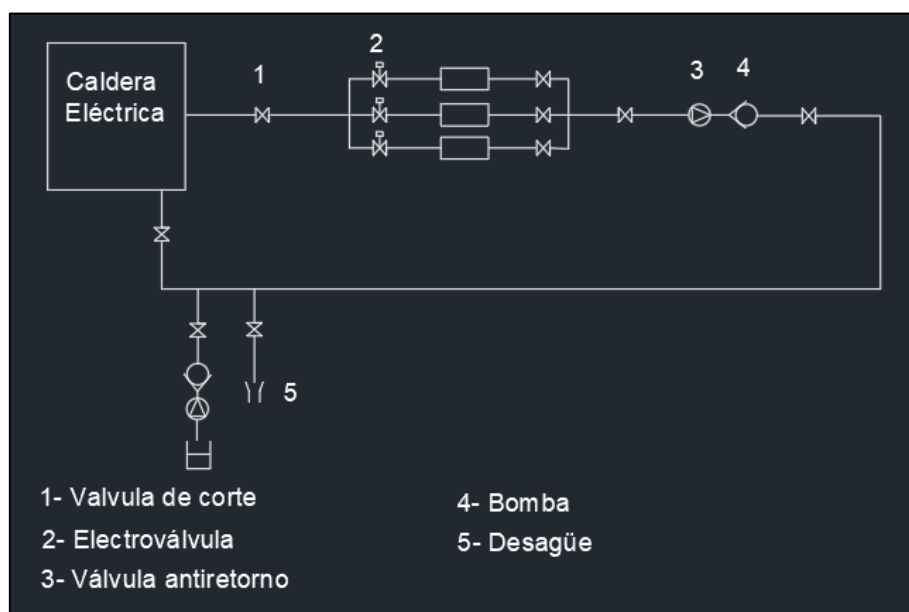 Caldera
Eléctrica
1
2
3
4
5
1- Valvula de corte
2- Electroválvula
3- Válvula antiretorno
4- Bomba
5- Desagüe